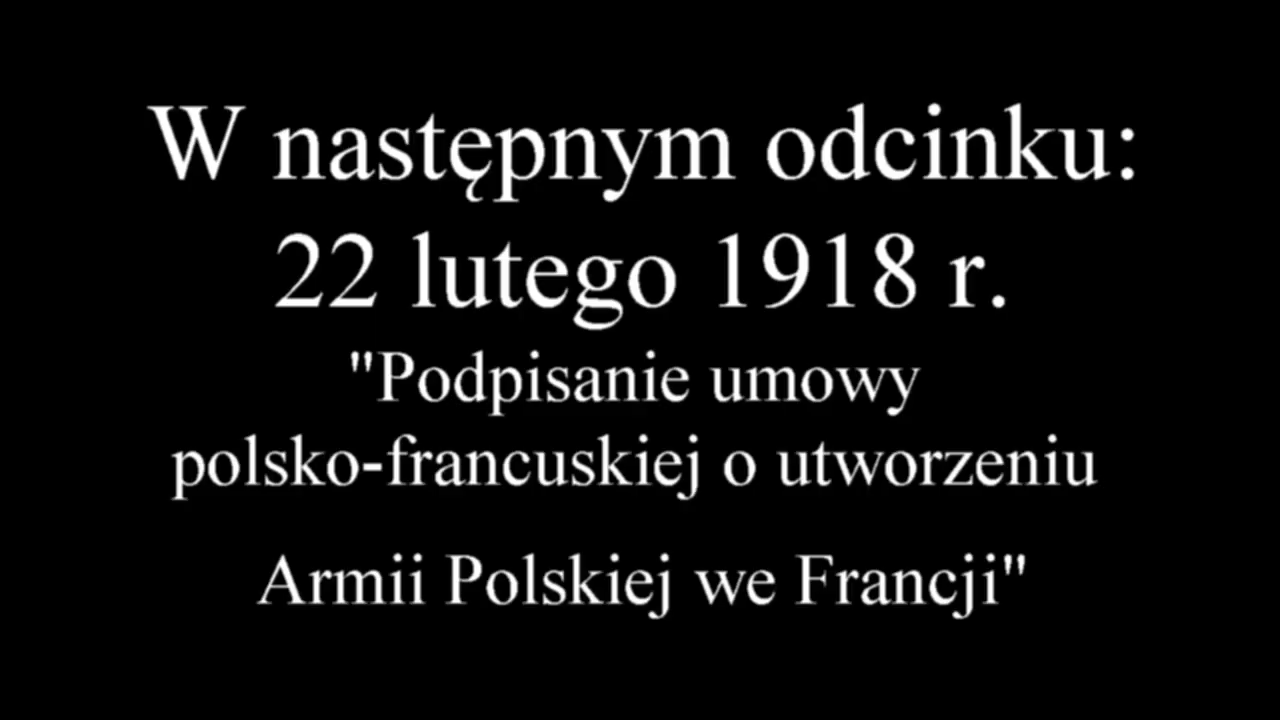 W następnym odcinku:
22 lutego 1918 r.
"Podpisanie umowy
polsko-francuskiej o utworzeniu
Armii Polskiej we Francji"